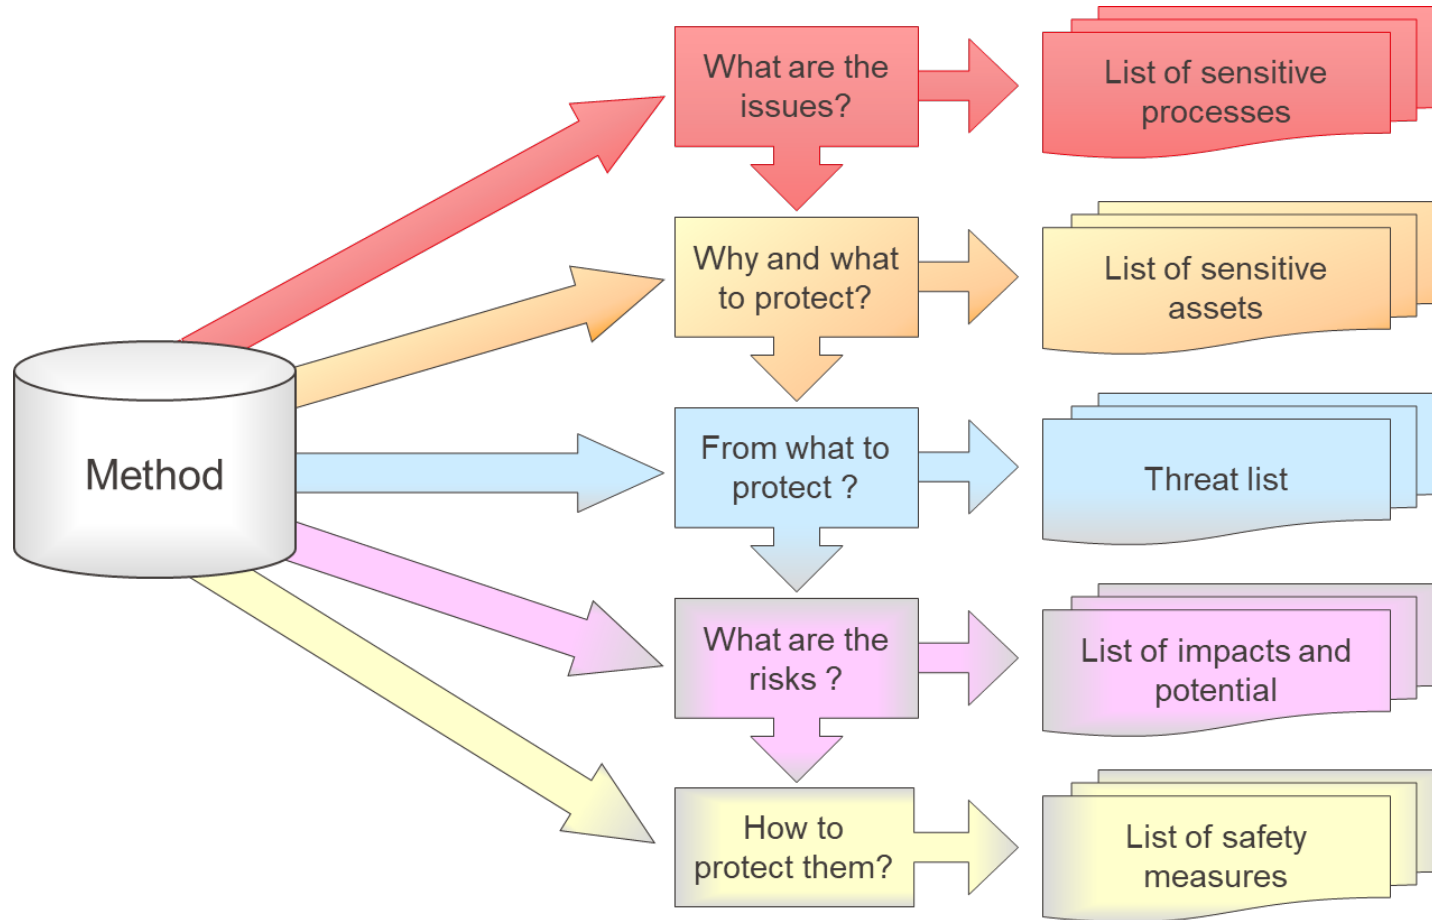 What are the
issues?
List of sensitive
processes
Why and what
to protect?
List of sensitive
assets
Method
From what to
protect ?
Threat list
What are the
risks ?
List of impacts and
potential
How to
protect them?
List of safety
measures